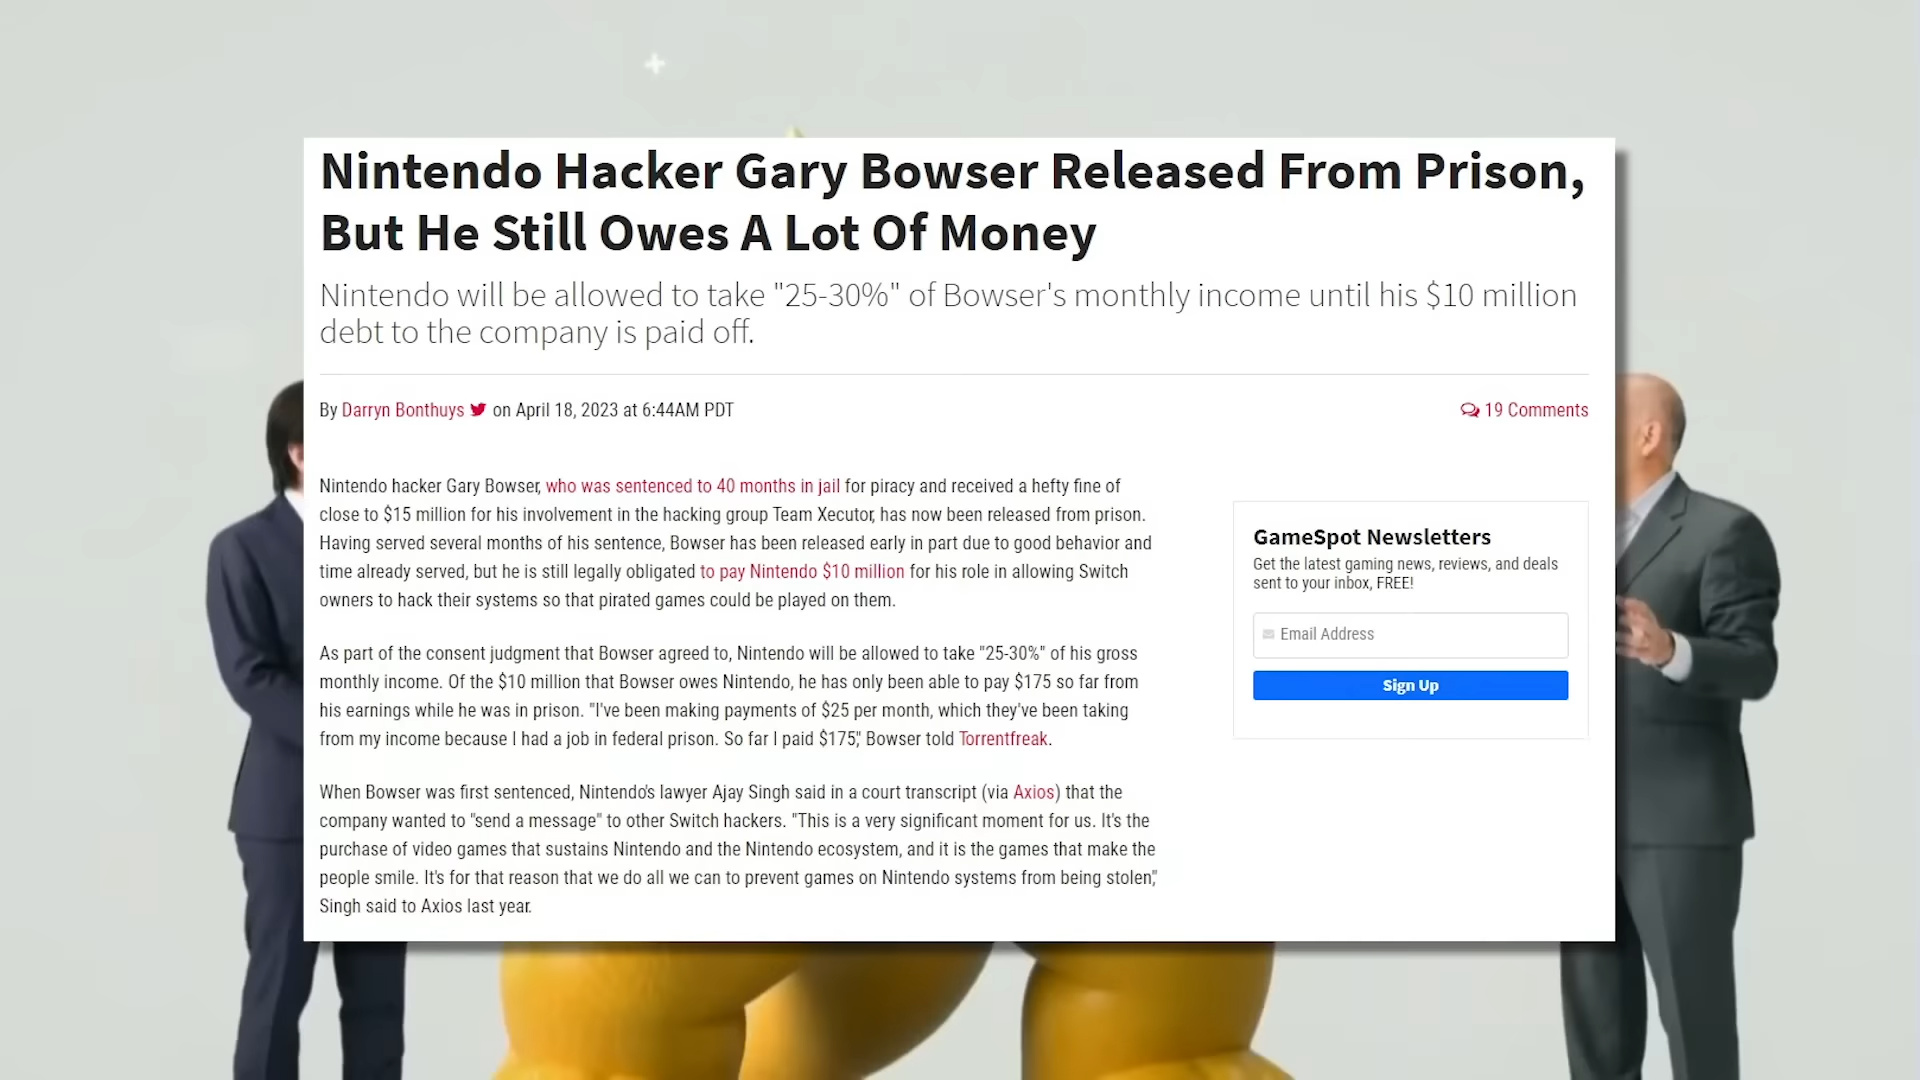 Nintendo Hacker Gary Bowser Released From Prison,
But He Still Owes A Lot Of Money
Nintendo will be allowed to take "25-30%" of Bowser's monthly income until his $10 million
debt to the company is paid off.
By Darryn Bonthuys on April 18, 2023 at 6:44AM PDT
19 Comments
Nintendo hacker Gary Bowser, who was sentenced to 40 months in jail for piracy and received a hefty fine of
close to $15 million for his involvement in the hacking group Team Xecutor, has now been released from prison.
Having served several months of his sentence, Bowser has been released early in part due to good behavior and
time already served, but he is still legally obligated to pay Nintendo $10 million for his role in allowing Switch
owners to hack their systems so that pirated games could be played on them.
As part of the consent judgment that Bowser agreed to, Nintendo will be allowed to take "25-30%" of his gross
monthly income. Of the $10 million that Bowser owes Nintendo, he has only been able to pay $175 so far from
his earnings while he was in prison. "I've been making payments of $25 per month, which they've been taking
from my income because I had a job in federal prison. So far I paid $175," Bowser told Torrentfreak.
When Bowser was first sentenced, Nintendo's lawyer Ajay Singh said in a court transcript (via Axios) that the
company wanted to "send a message" to other Switch hackers. "This is a very significant moment for us. It's the
purchase of video games that sustains Nintendo and the Nintendo ecosystem, and it is the games that make the
people smile. It's for that reason that we do all we can to prevent games on Nintendo systems from being stolen,"
Singh said to Axios last year.
GameSpot Newsletters
Get the latest gaming news, reviews, and deals
sent to your inbox, FREE!
Email Address
Sign Up